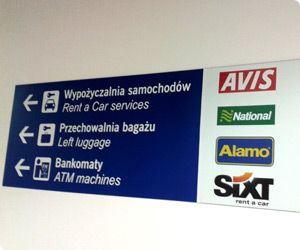 Wypożyczalnia samochodów
Rent a Car services
Przechowalnia bagażu
Left luggage
Bankomaty
ATM machines
AVIS
National
Alamo
SiXT
rent a car